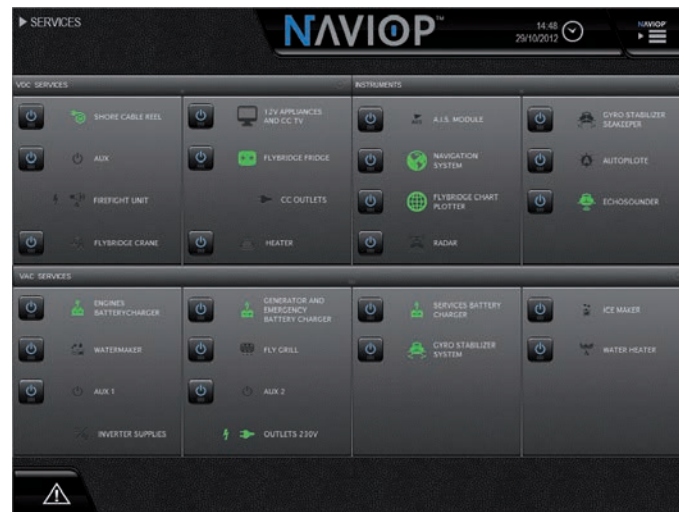 SERVICES
NAVIOP™
14:48
29/10/2012
NAVIOP
VDC SERVICES
INSTRUMENTS
SHORE CABLE REEL
12V APPLIANCES
AND CC TV
A.I.S. MODULE
GYRO STABILIZER
SEAKEEPER
AUX
FLYBRIDGE FRIDGE
NAVIGATION
SYSTEM
AUTOPILOTE
FIREFIGHT UNIT
CC OUTLETS
FLYBRIDGE CHART
PLOTTER
ECHOSOUNDER
FLYBRIDGE CRANE
HEATER
RADAR
VAC SERVICES
ENGINES
BATTERYCHARGER
GENERATOR AND
EMERGENCY
BATTERY CHARGER
SERVICES BATTERY
CHARGER
ICE MAKER
WATERMAKER
FLY GRILL
GYRO STABILIZER
SYSTEM
WATER HEATER
AUX 1
AUX 2
INVERTER SUPPLIES
OUTLETS 230V